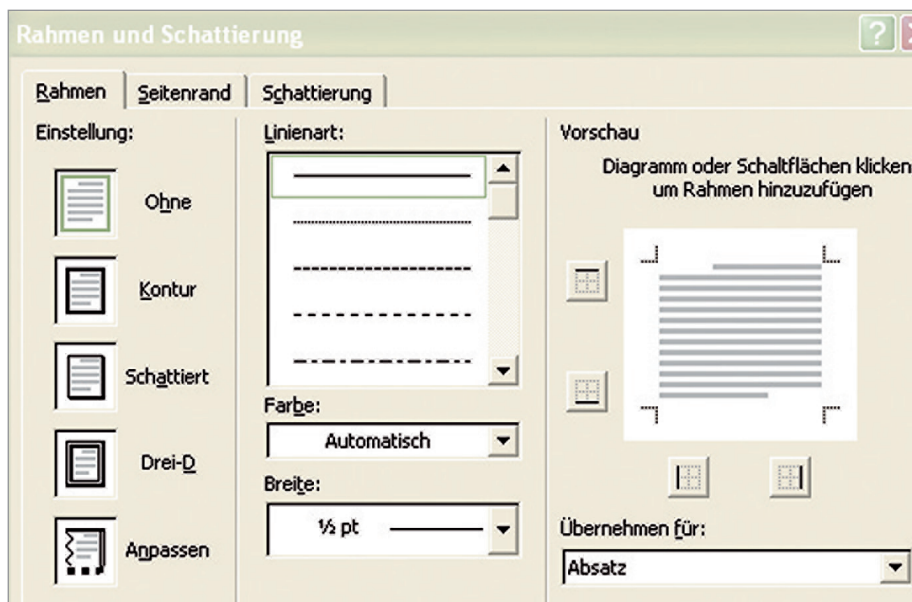 Rahmen und Schattierung
?
Rahmen Seitenrand Schattierung
Einstellung:
Ohne
Kontur
Schattiert
Drei-D
Anpassen
Linienart:
Farbe:
Automatisch
Breite:
½ pt
Vorschau
Diagramm oder Schaltflächen klicken
um Rahmen hinzuzufügen
Übernehmen für:
Absatz